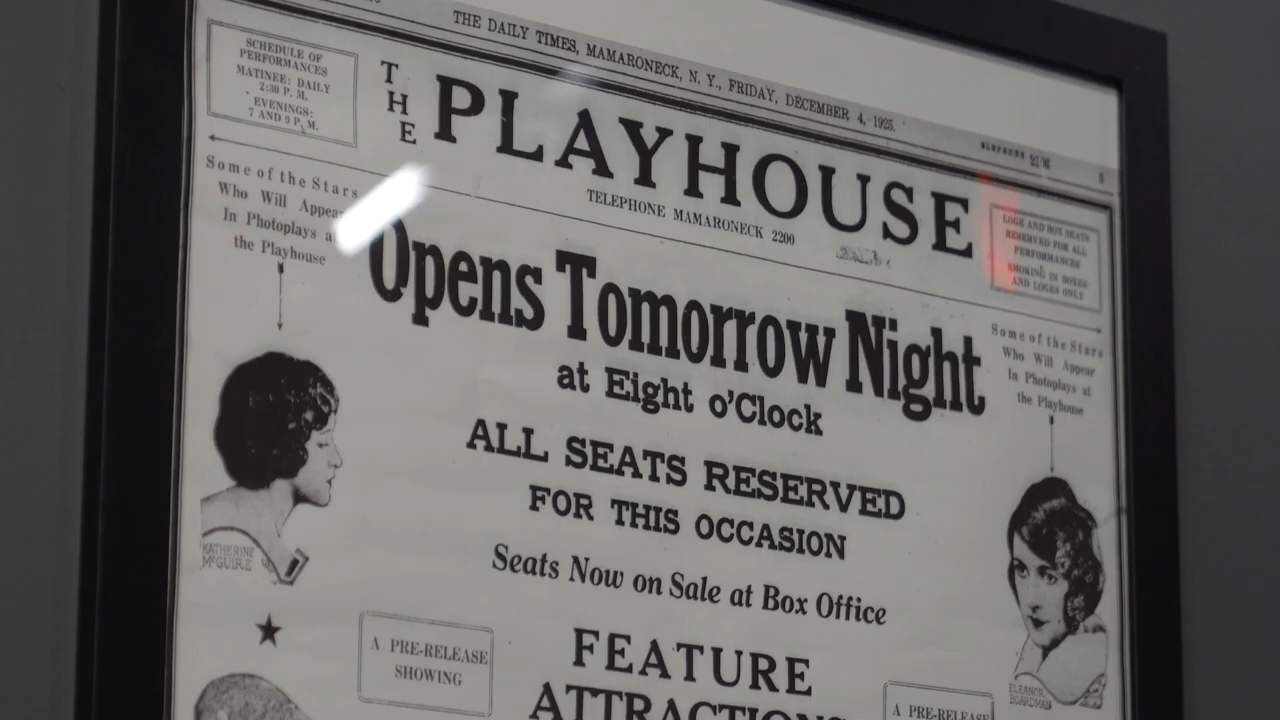 THE DAILY TIMES, MAMARONECK, N. Y., FRIDAY, DECEMBER 4, 1925.
5
SCHEDULE OF
PERFORMANCES
MATINEE: DAILY
2:30 P. M.
EVENINGS:
7 AND 9 P. M.
THE PLAYHOUSE
TELEPHONE MAMARONECK 2200
LOGE AND BOX SEATS
RESERVED FOR ALL
PERFORMANCES
SMOKING IN BOXES
AND LOGES ONLY
Some of the Stars
Who Will Appear
In Photoplays at
the Playhouse
Opens Tomorrow Night
at Eight o'Clock
Some of the Stars
Who Will Appear
In Photoplays at
the Playhouse
ALL SEATS RESERVED
FOR THIS OCCASION
Seats Now on Sale at Box Office
KATHERINE
McGUIRE
ELEANOR
BOARDMAN
A PRE-RELEASE
SHOWING
FEATURE
ATTRACTIONS
A PRE-RELEASE